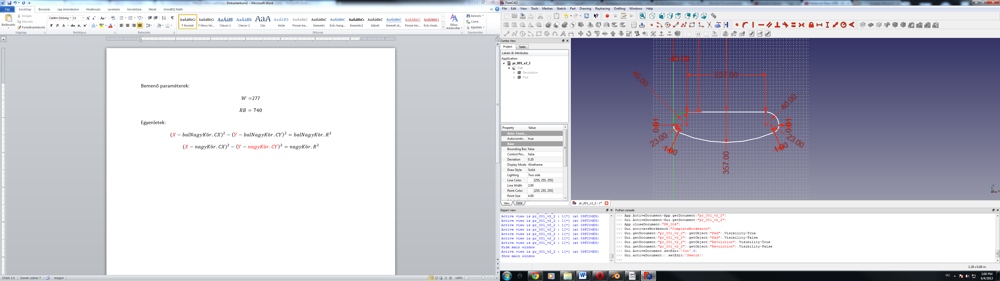 Dokumentum2 - Microsoft Word
Fájl Kezdőlap Beszúrás Lap elrendezése Hivatkozás Levelezés Korrektúra Nézet GrindEQ Math
Beillesztés
Kivágás
Másolás
Formátummásoló
Vágólap
Calibri (Szöveg 11
Betűtípus
Bekezdés
AaÁáBbCc AaÁáBbCc AaÁáBl AaÁáBb AaÁ AaÁáBb AaÁáBbC AaÁáBbC AaÁáBbC AaÁáBbCc AaÁáBbC AaÁáBbC AaÁáBBCC AaÁáBBCC
¶ Normál ¶ Nincs tér... Címsor 1 Címsor 2 Cím Alcím Finom kie... Kiemelés Erős hang... Kiemelés2 Idézet Kiemelt id... Finom hiv... Erős hivat...
Stílusok
Stílus-
módosítás
Keresés
Csere
Kijelölés
Szerkesztés
Bemenő paraméterek:
W =277
RB = 740
Egyenletek:
(X − balNagyKör.CX)² − (Y − balNagyKör.CY)² = balNagyKör.R²
(X − nagyKör.CX)² − (Y − nagyKör.CY)² = nagyKör.R²
Oldal: 1/1 Szavak száma: 7 magyar 140%
FreeCAD
File Edit View Tools Meshes Sketch Part Drawing Raytracing Drafting Windows Help
Combo View
Project Tasks
Labels & Attributes
Application
pr_001_v2_2
Cut
Revolution
Pad
Property Value
Auto Const...
Autoconstr... true
Base
Bounding Box false
Control Poi... false
Deviation 0.20
Display Mode Wireframe
Draw Style Solid
Lighting Two side
Line Color [255, 255, 255]
Line Width 2.00
Point Color [255, 255, 255]
Point Size 4.00
View Data
40.00
237.00
40.00
40.00
0.01
0.01
23.00
23.00
1.00
1.00
357.00
Y
Z X
pr_001_v2_2 : 1*
Report view
Active view is pr_001_v2_2 : 1[*] (at 09FC04E8)
Active view is pr_001_v2_2 : 1[*] (at 09FC04E8)
Active view is pr_001_v2_2 : 1[*] (at 09FC04E8)
Active view is pr_001_v2_2 : 1[*] (at 09FC04E8)
Active view is pr_001_v2_2 : 1[*] (at 09FC04E8)
Active view is pr_001_v2_2 : 1[*] (at 09FC04E8)
Active view is pr_001_v2_2 : 1[*] (at 09FC04E8)
Hide main window
Active view is pr_001_v2_2 : 1[*] (at 09FC04E8)
Show main window
Python console
>>> App.ActiveDocument=App.getDocument("pr_001_v2_2")
>>> Gui.ActiveDocument=Gui.getDocument("pr_001_v2_2")
>>> App.closeDocument("PR_006")
>>> Gui.activateWorkbench("CompleteWorkbench")
>>> Gui.getDocument("pr_001_v2_2").getObject("Pad").Visibility=True
>>> Gui.getDocument("pr_001_v2_2").getObject("Pad").Visibility=False
>>> Gui.getDocument("pr_001_v2_2").getObject("Revolution").Visibility=True
>>> Gui.getDocument("pr_001_v2_2").getObject("Revolution").Visibility=False
>>> Gui.ActiveDocument.setEdit('Cut',0)
>>> Gui.activeDocument().setEdit('Sketch')
>>>
1.29 x 0.49 m
HU
2:00 PM
6/4/2013